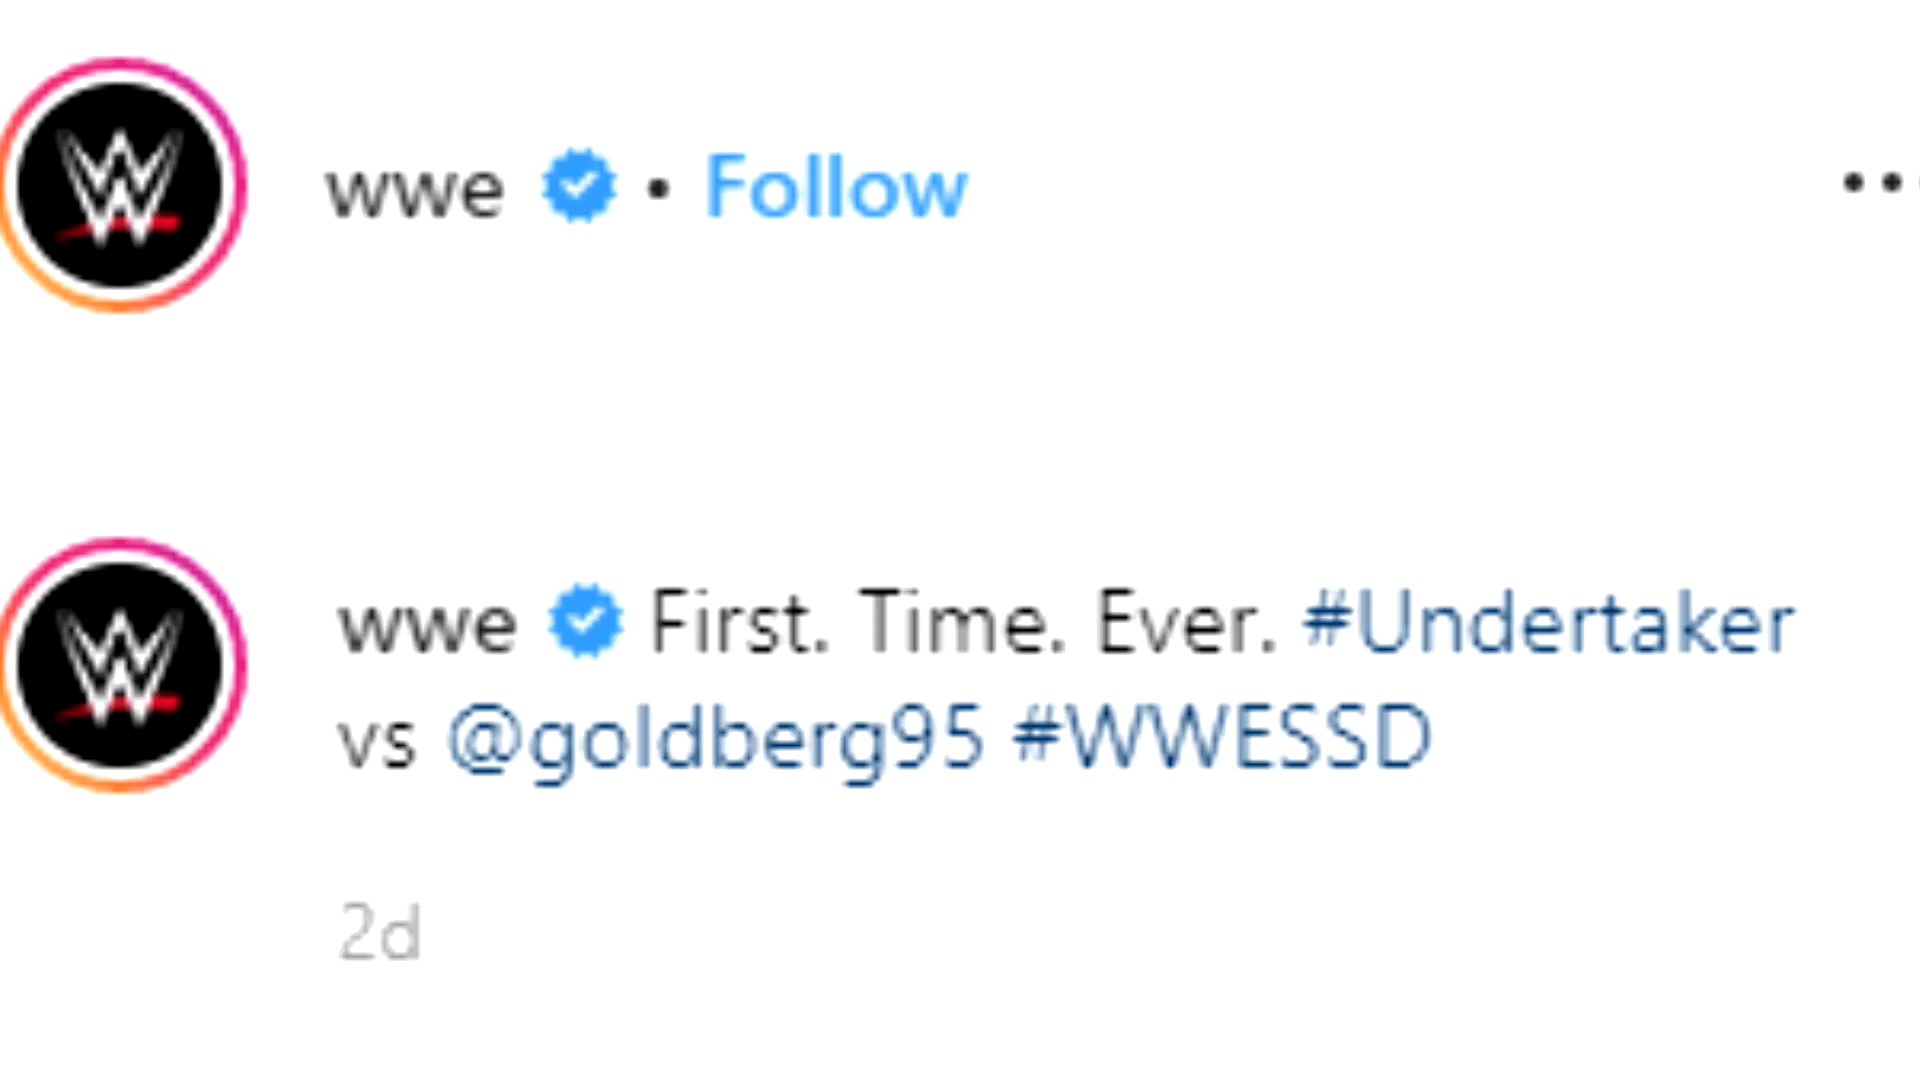 wwe • Follow
wwe First. Time. Ever. #Undertaker
vs @goldberg95 #WWESSD
2d